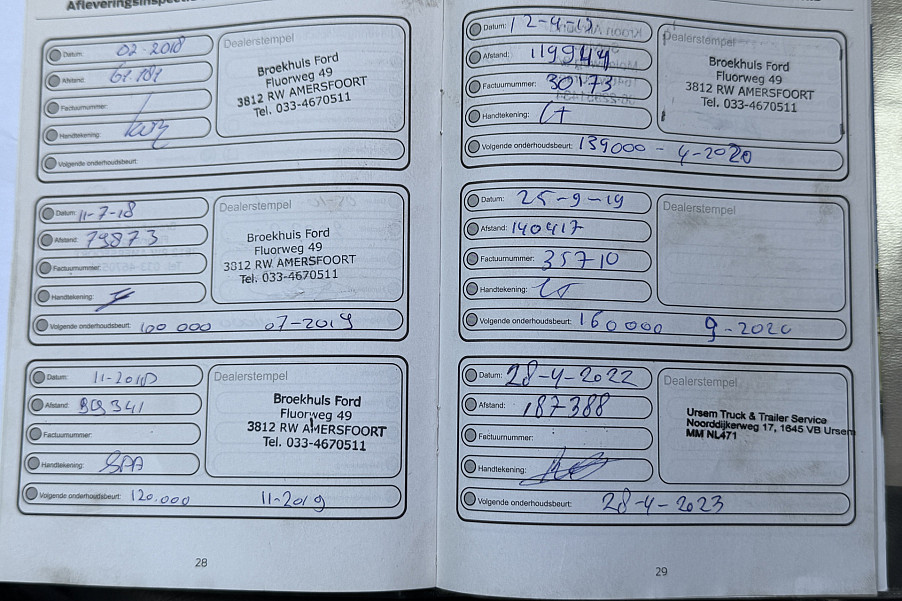 Datum: 02-2018
Afstand:
Factuurnummer:
Handtekening:
Volgende onderhoudsbeurt:
Dealerstempel
Broekhuis Ford
Fluorweg 49
3812 RW AMERSFOORT
Tel. 033-4670511
Datum: 11-7-18
Afstand: 79873
Factuurnummer:
Handtekening:
Volgende onderhoudsbeurt: 100 000 07-2019
Dealerstempel
Broekhuis Ford
Fluorweg 49
3812 RW AMERSFOORT
Tel. 033-4670511
Datum: 11-2018
Afstand:
Factuurnummer:
Handtekening:
Volgende onderhoudsbeurt: 120.000 11-2019
Dealerstempel
Broekhuis Ford
Fluorweg 49
3812 RW AMERSFOORT
Tel. 033-4670511
28
Datum: 12-4-19
Afstand: 119944
Factuurnummer: 30173
Handtekening:
Volgende onderhoudsbeurt: 139000 - 4-2020
Dealerstempel
Broekhuis Ford
Fluorweg 49
3812 RW AMERSFOORT
Tel. 033-4670511
Datum: 25-9-19
Afstand: 140417
Factuurnummer: 35710
Handtekening:
Volgende onderhoudsbeurt: 160000 9-2020
Dealerstempel
Datum: 28-4-2022
Afstand: 187388
Factuurnummer:
Handtekening:
Volgende onderhoudsbeurt: 28-4-2023
Dealerstempel
Ursem Truck & Trailer Service
Noorddijkerweg 17, 1645 VB Ursem
MM NL471
29